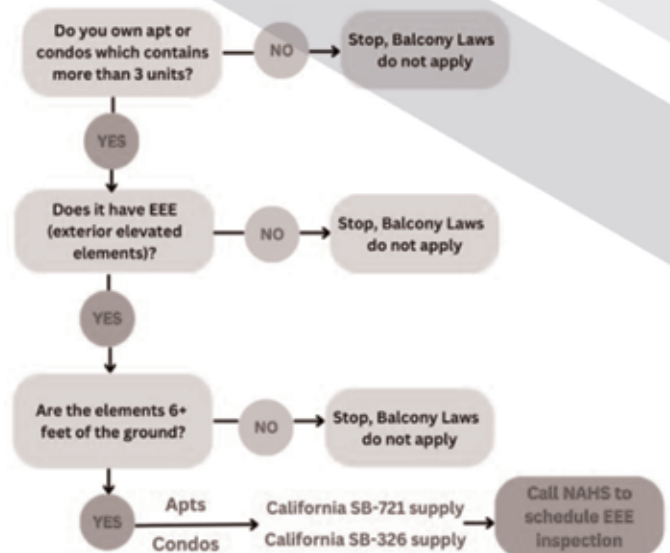 Do you own apt or
condos which contains
more than 3 units?
NO
Stop, Balcony Laws
do not apply
YES
Does it have EEE
(exterior elevated
elements)?
NO
Stop, Balcony Laws
do not apply
YES
Are the elements 6+
feet of the ground?
NO
Stop, Balcony Laws
do not apply
YES
Apts
Condos
California SB-721 supply
California SB-326 supply
Call NAHS to
schedule EEE
inspection